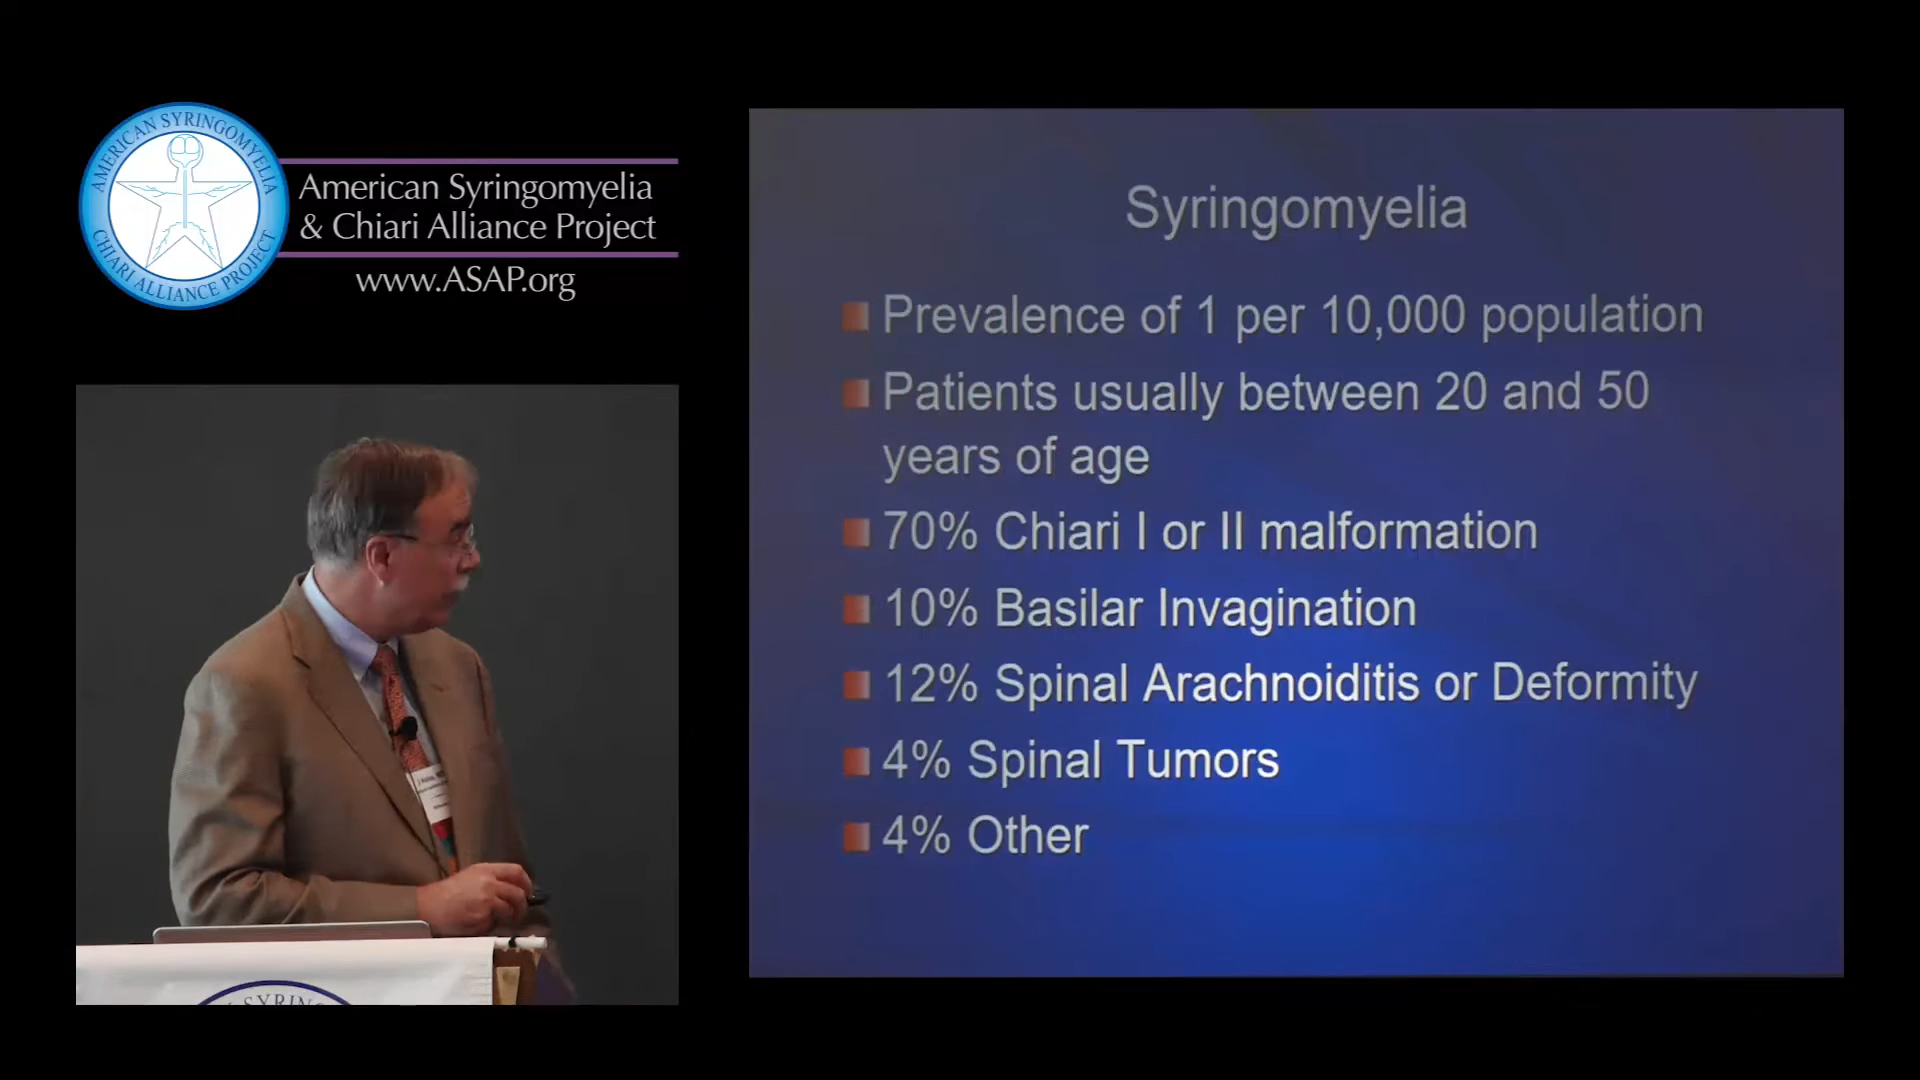 AMERICAN SYRINGOMYELIA
CHIARI ALLIANCE PROJECT
American Syringomyelia
& Chiari Alliance Project
www.ASAP.org
Syringomyelia
Prevalence of 1 per 10,000 population
Patients usually between 20 and 50
years of age
70% Chiari I or II malformation
10% Basilar Invagination
12% Spinal Arachnoiditis or Deformity
4% Spinal Tumors
4% Other